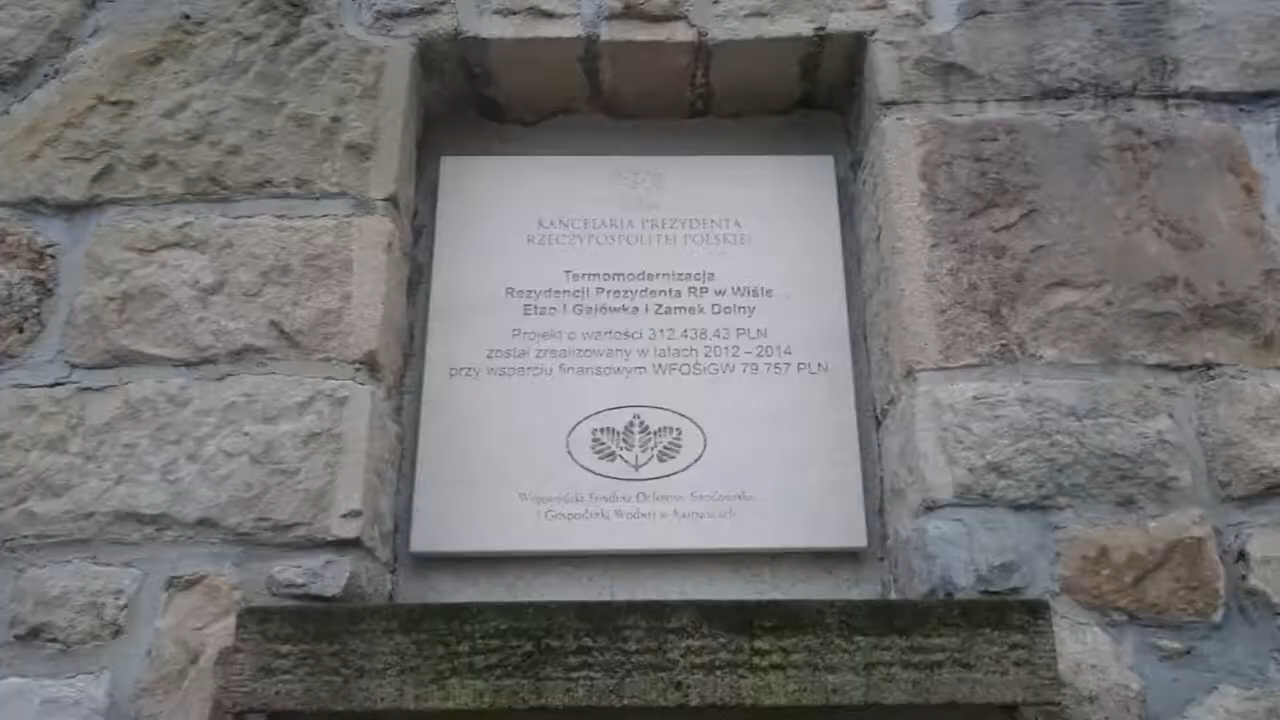 KANCELARIA PREZYDENTA
RZECZYPOSPOLITEJ POLSKIEJ
Termomodernizacja
Rezydencji Prezydenta RP w Wiśle
Etap I Gajówka i Zamek Dolny
Projekt o wartości 312.438,43 PLN
został zrealizowany w latach 2012 – 2014
przy wsparciu finansowym WFOŚiGW 79.757 PLN
Wojewódzki Fundusz Ochrony Środowiska
i Gospodarki Wodnej w Katowicach